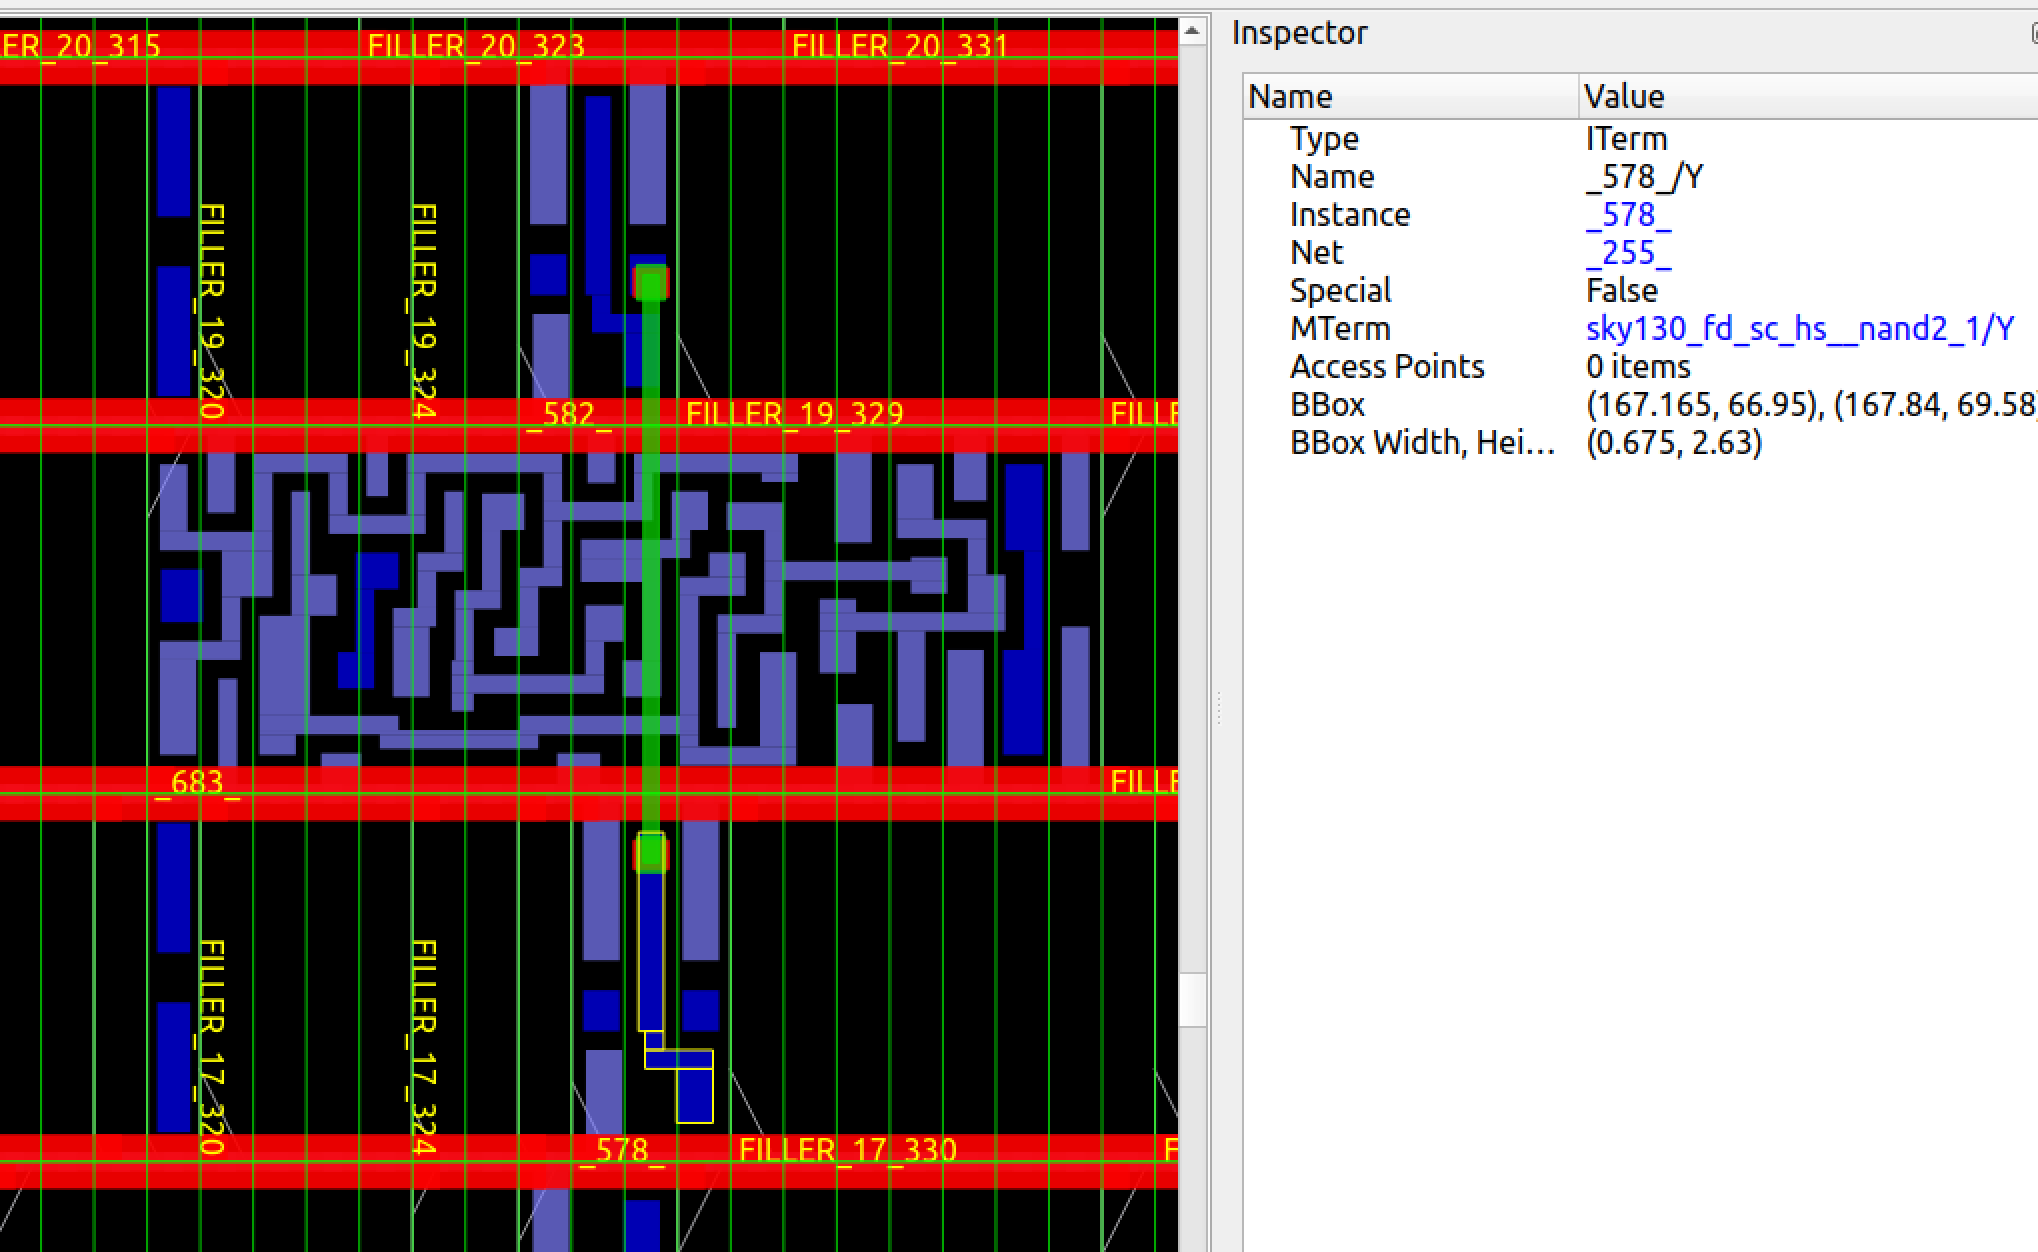 ER_20_315
FILLER_20_323
FILLER_20_331
FILLER_19_320
FILLER_19_324
_582_
FILLER_19_329
FILLE
_683_
FILLE
FILLER_17_320
FILLER_17_324
_578_
FILLER_17_330
F
Inspector
Name Value
Type ITerm
Name _578_/Y
Instance _578_
Net _255_
Special False
MTerm sky130_fd_sc_hs__nand2_1/Y
Access Points 0 items
BBox (167.165, 66.95), (167.84, 69.58)
BBox Width, Hei... (0.675, 2.63)